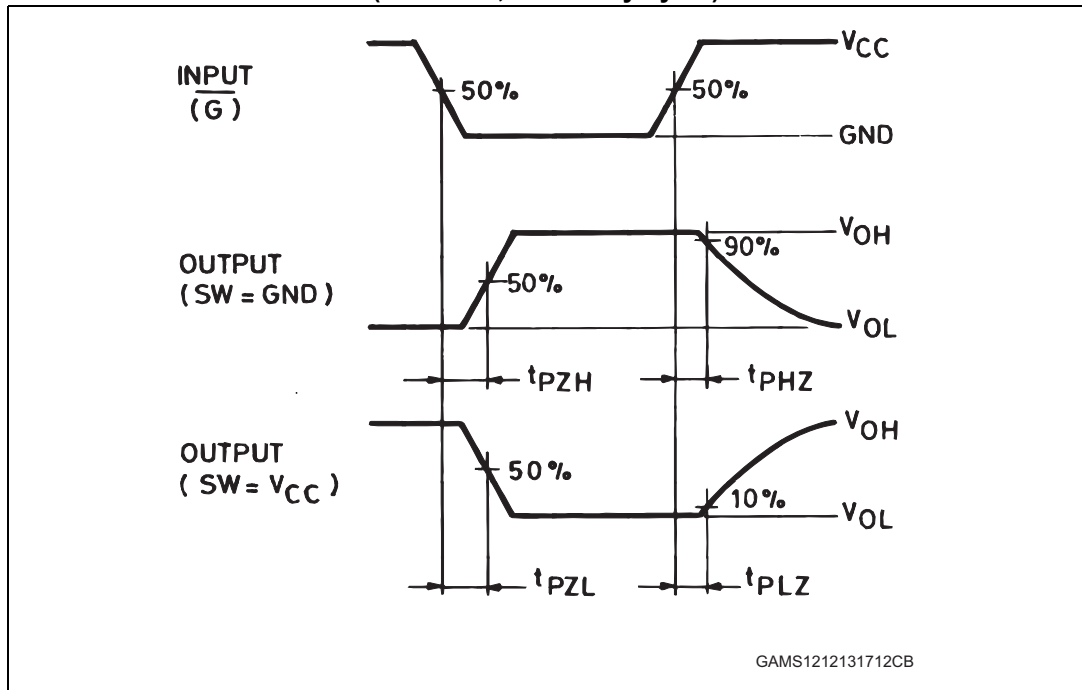 INPUT
(G)
50%
50%
VCC
GND
OUTPUT
(SW = GND)
50%
90%
VOH
VOL
tPZH
tPHZ
OUTPUT
(SW = VCC)
50%
10%
VOH
VOL
tPZL
tPLZ
GAMS1212131712CB